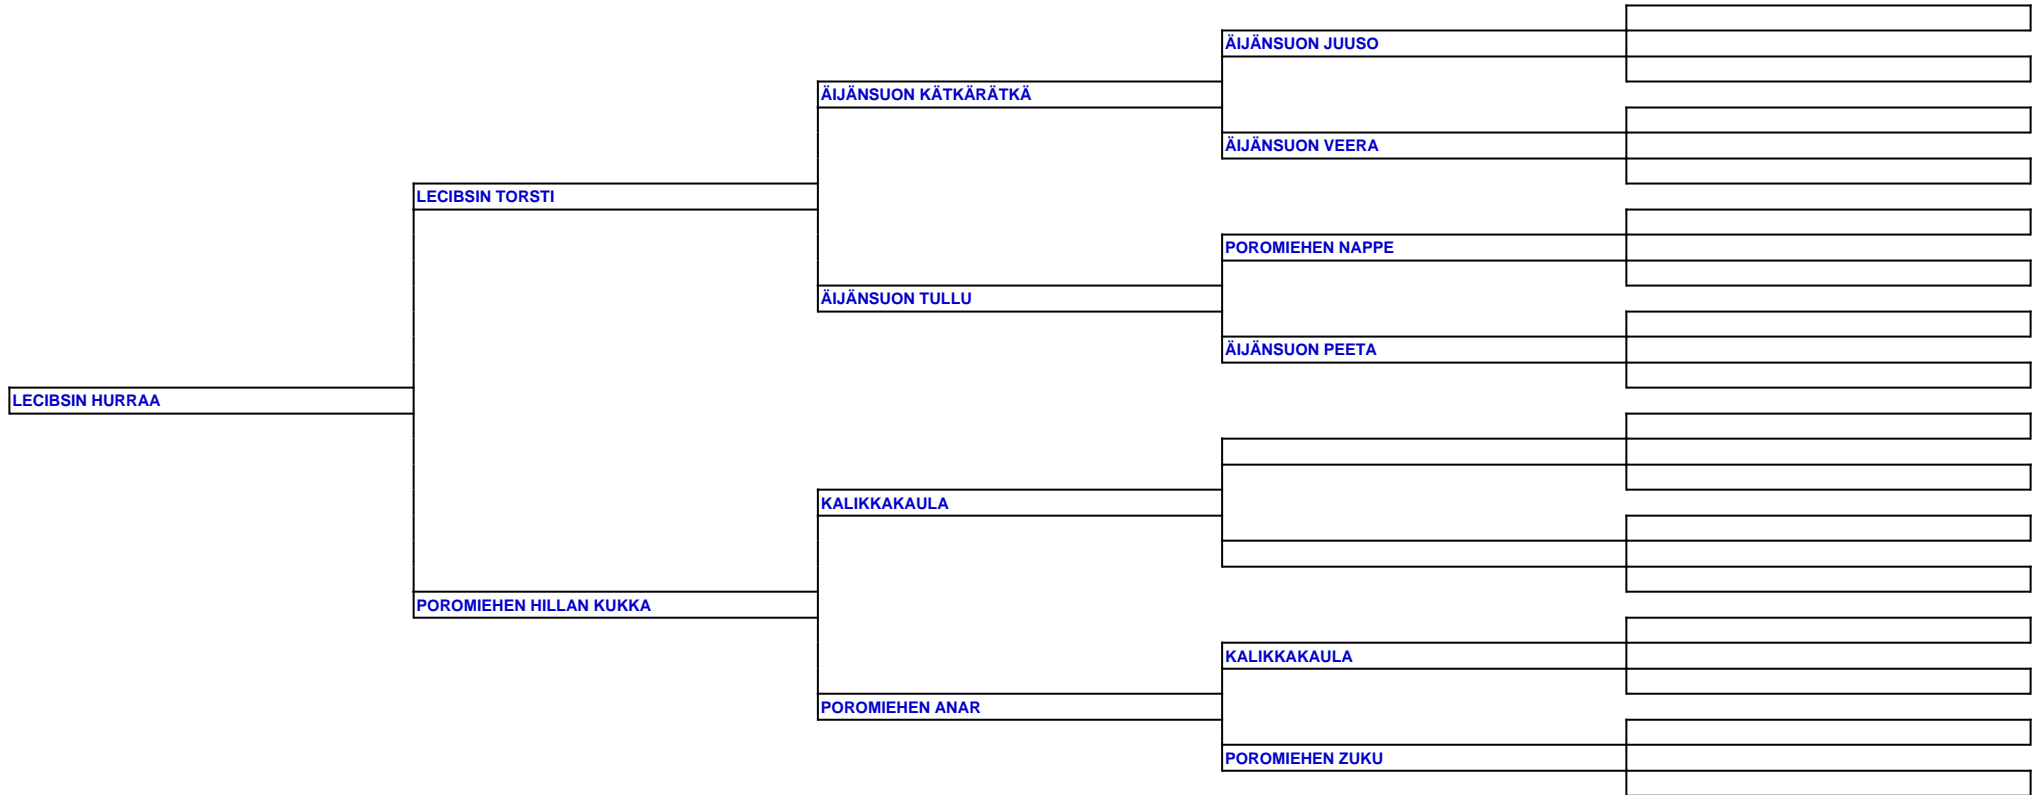 ÄIJÄNSUON JUUSO
ÄIJÄNSUON KÄTKÄRÄTKÄ
ÄIJÄNSUON VEERA
LECIBSIN TORSTI
POROMIEHEN NAPPE
ÄIJÄNSUON TULLU
ÄIJÄNSUON PEETA
LECIBSIN HURRAA
KALIKKAKAULA
POROMIEHEN HILLAN KUKKA
KALIKKAKAULA
POROMIEHEN ANAR
POROMIEHEN ZUKU